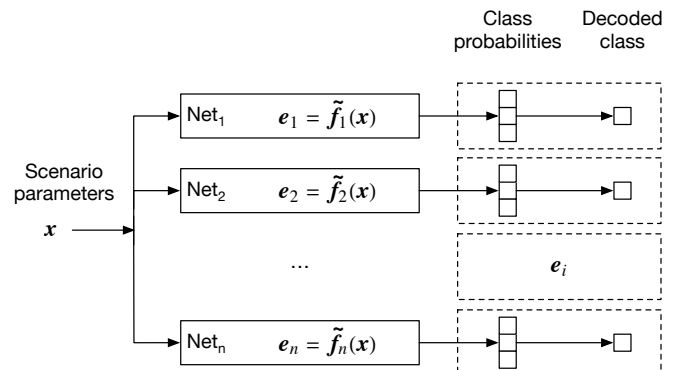 Class probabilities
Decoded class
Net₁ e₁ = f̃₁(x)
Scenario parameters
x
Net₂ e₂ = f̃₂(x)
...
eᵢ
Netₙ eₙ = f̃ₙ(x)